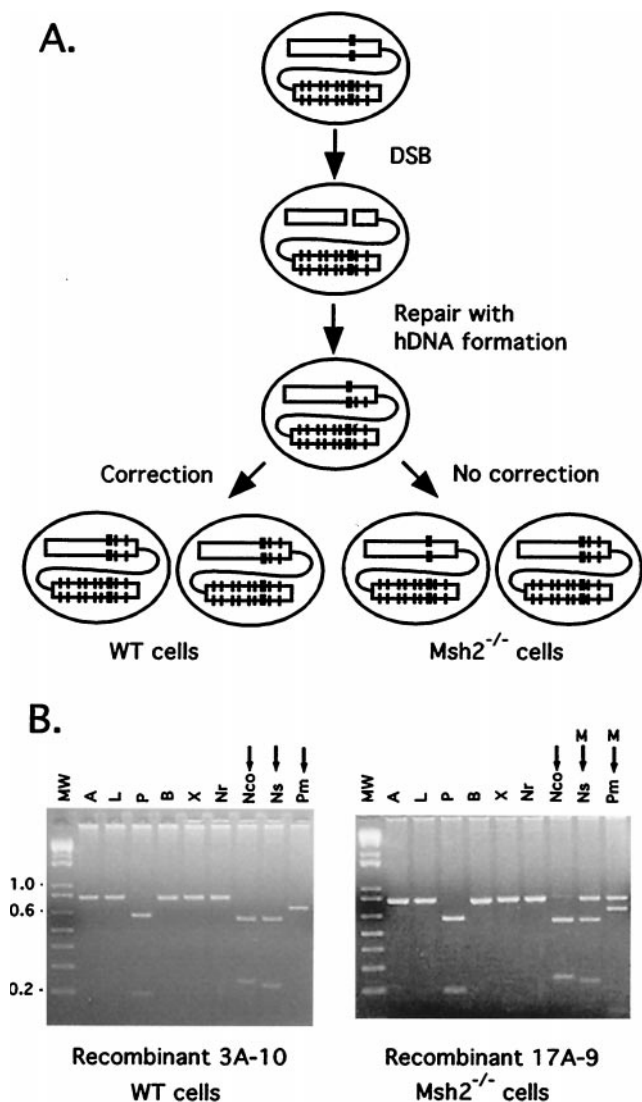 A.
DSB
Repair with
hDNA formation
Correction
No correction
WT cells
Msh2-/- cells
B.
MW A L P B X Nr Nco Ns Pm
M M
MW A L P B X Nr Nco Ns Pm
1.0
0.6
0.2
Recombinant 3A-10
WT cells
Recombinant 17A-9
Msh2-/- cells